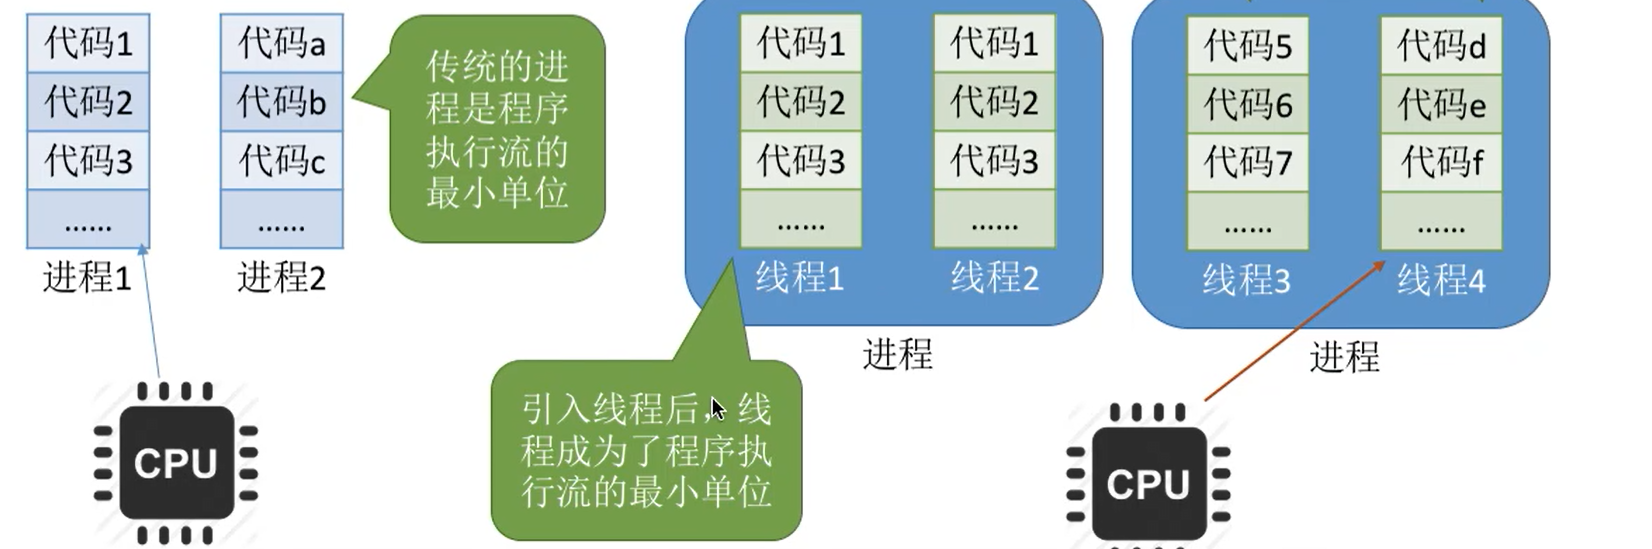 代码1
代码2
代码3
......
进程1
代码a
代码b
代码c
......
进程2
传统的进
程是程序
执行流的
最小单位
CPU
代码1
代码2
代码3
......
线程1
代码1
代码2
代码3
......
线程2
进程
引入线程后，线
程成为了程序执
行流的最小单位
代码5
代码6
代码7
......
线程3
代码d
代码e
代码f
......
线程4
进程
CPU